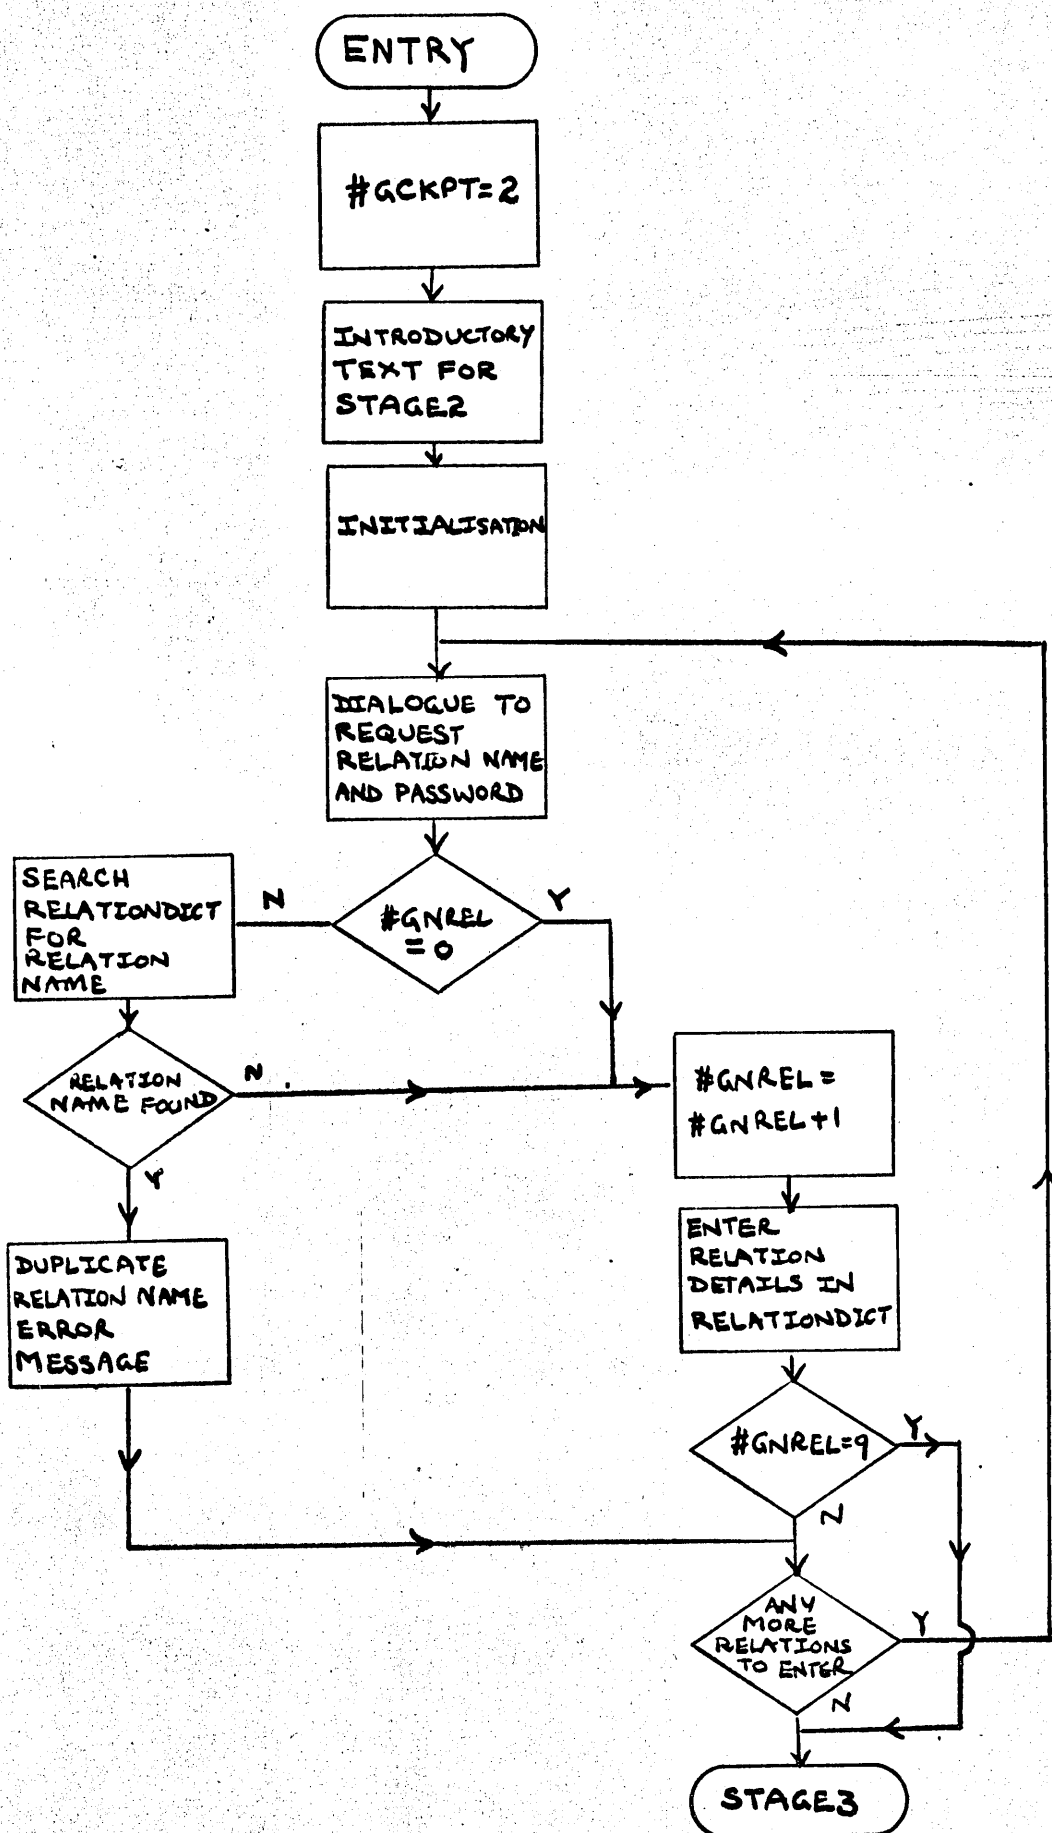 ENTRY
#GCKPT=2
INTRODUCTORY
TEXT FOR
STAGE2
INITIALISATION
DIALOGUE TO
REQUEST
RELATION NAME
AND PASSWORD
#GNREL
=0
N
Y
SEARCH
RELATIONDICT
FOR
RELATION
NAME
RELATION
NAME FOUND
N
Y
#GNREL=
#GNREL+1
DUPLICATE
RELATION NAME
ERROR
MESSAGE
ENTER
RELATION
DETAILS IN
RELATIONDICT
#GNREL=9
Y
N
ANY
MORE
RELATIONS
TO ENTER
Y
N
STAGE3